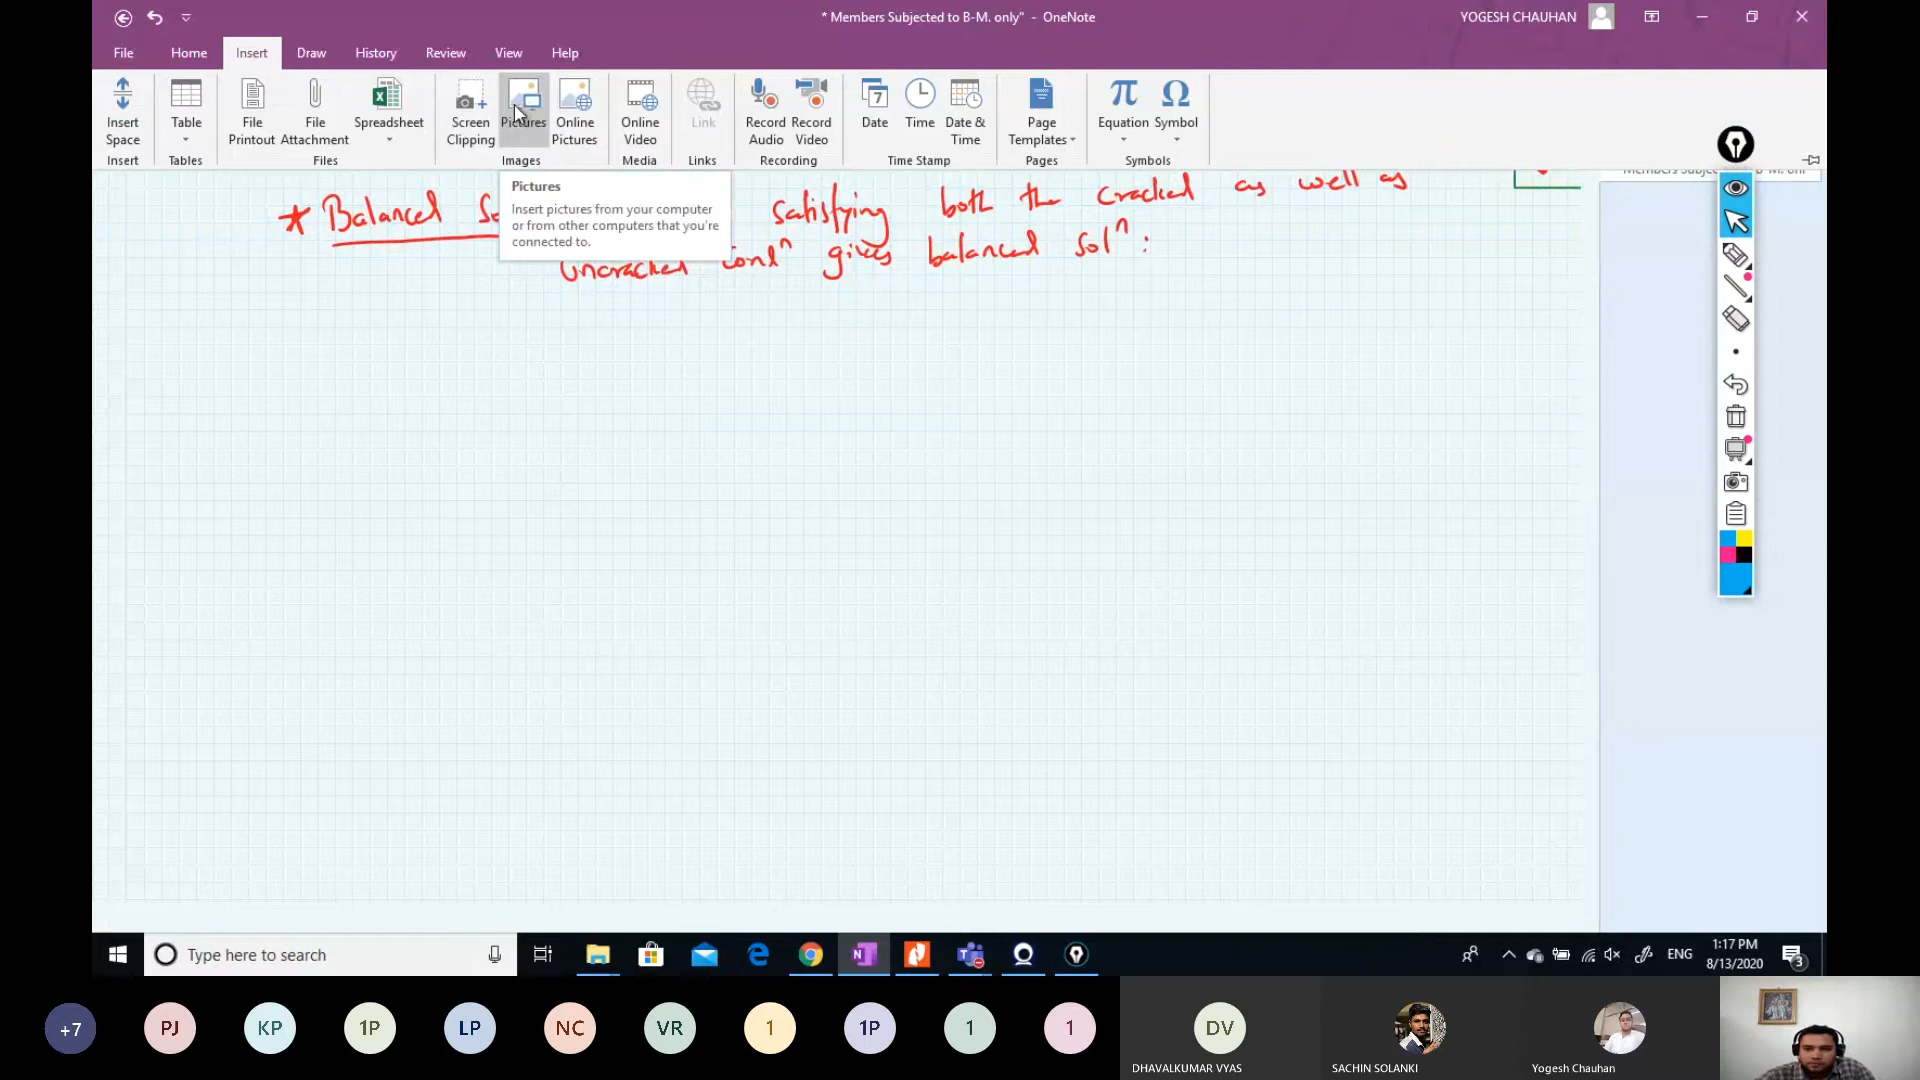 * Members Subjected to B-M. only" - OneNote
YOGESH CHAUHAN
File Home Insert Draw History Review View Help
Insert Space
Table
File Printout
File Attachment
Spreadsheet
Screen Clipping
Pictures
Online Pictures
Online Video
Link
Record Audio
Record Video
7
Date
Time
Date & Time
Page Templates
π
Equation
Ω
Symbol
Insert Tables Files Images Media Links Recording Time Stamp Pages Symbols
Pictures
Insert pictures from your computer
or from other computers that you're
connected to.
* Balanced satisfying both the cracked as well as
uncracked condⁿ gives balanced solⁿ :
Type here to search
N
ENG
1:17 PM
8/13/2020
3
+7 PJ KP 1P LP NC VR 1 1P 1 1 DV
DHAVALKUMAR VYAS SACHIN SOLANKI Yogesh Chauhan